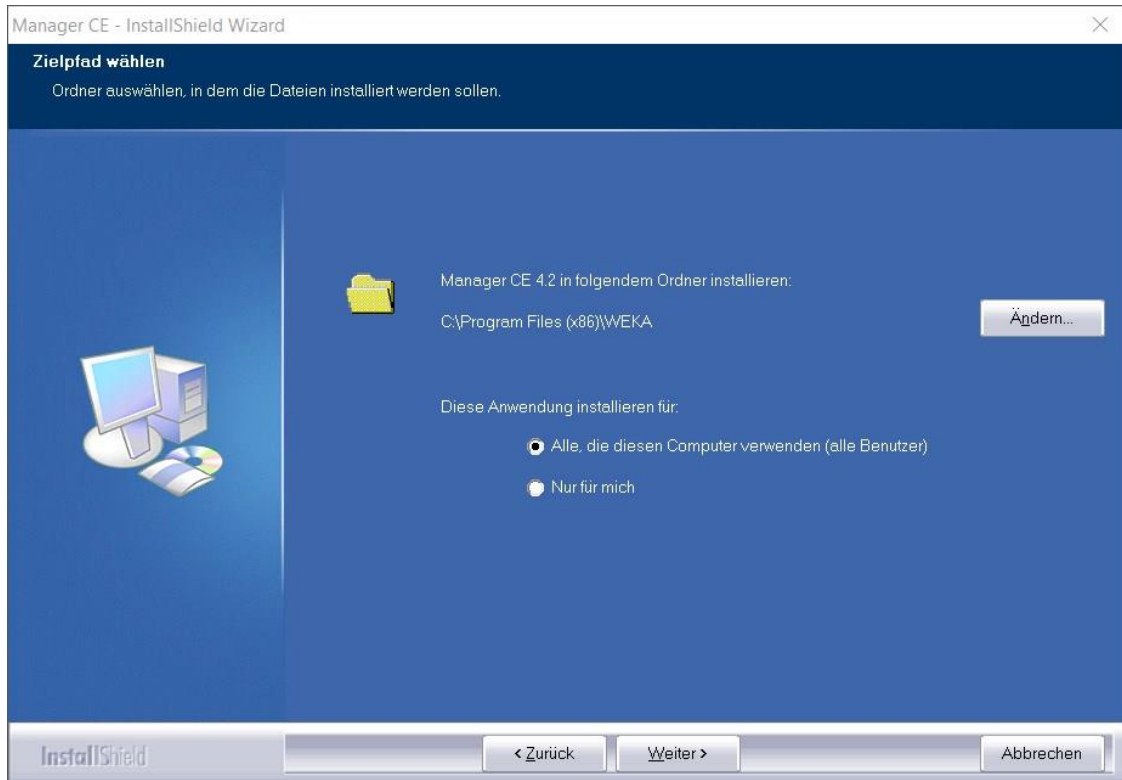 Manager CE - InstallShield Wizard
Zielpfad wählen
Ordner auswählen, in dem die Dateien installiert werden sollen.
Manager CE 4.2 in folgendem Ordner installieren:
C:\Program Files (x86)\WEKA
Ändern...
Diese Anwendung installieren für:
Alle, die diesen Computer verwenden (alle Benutzer)
Nur für mich
InstallShield
< Zurück
Weiter >
Abbrechen